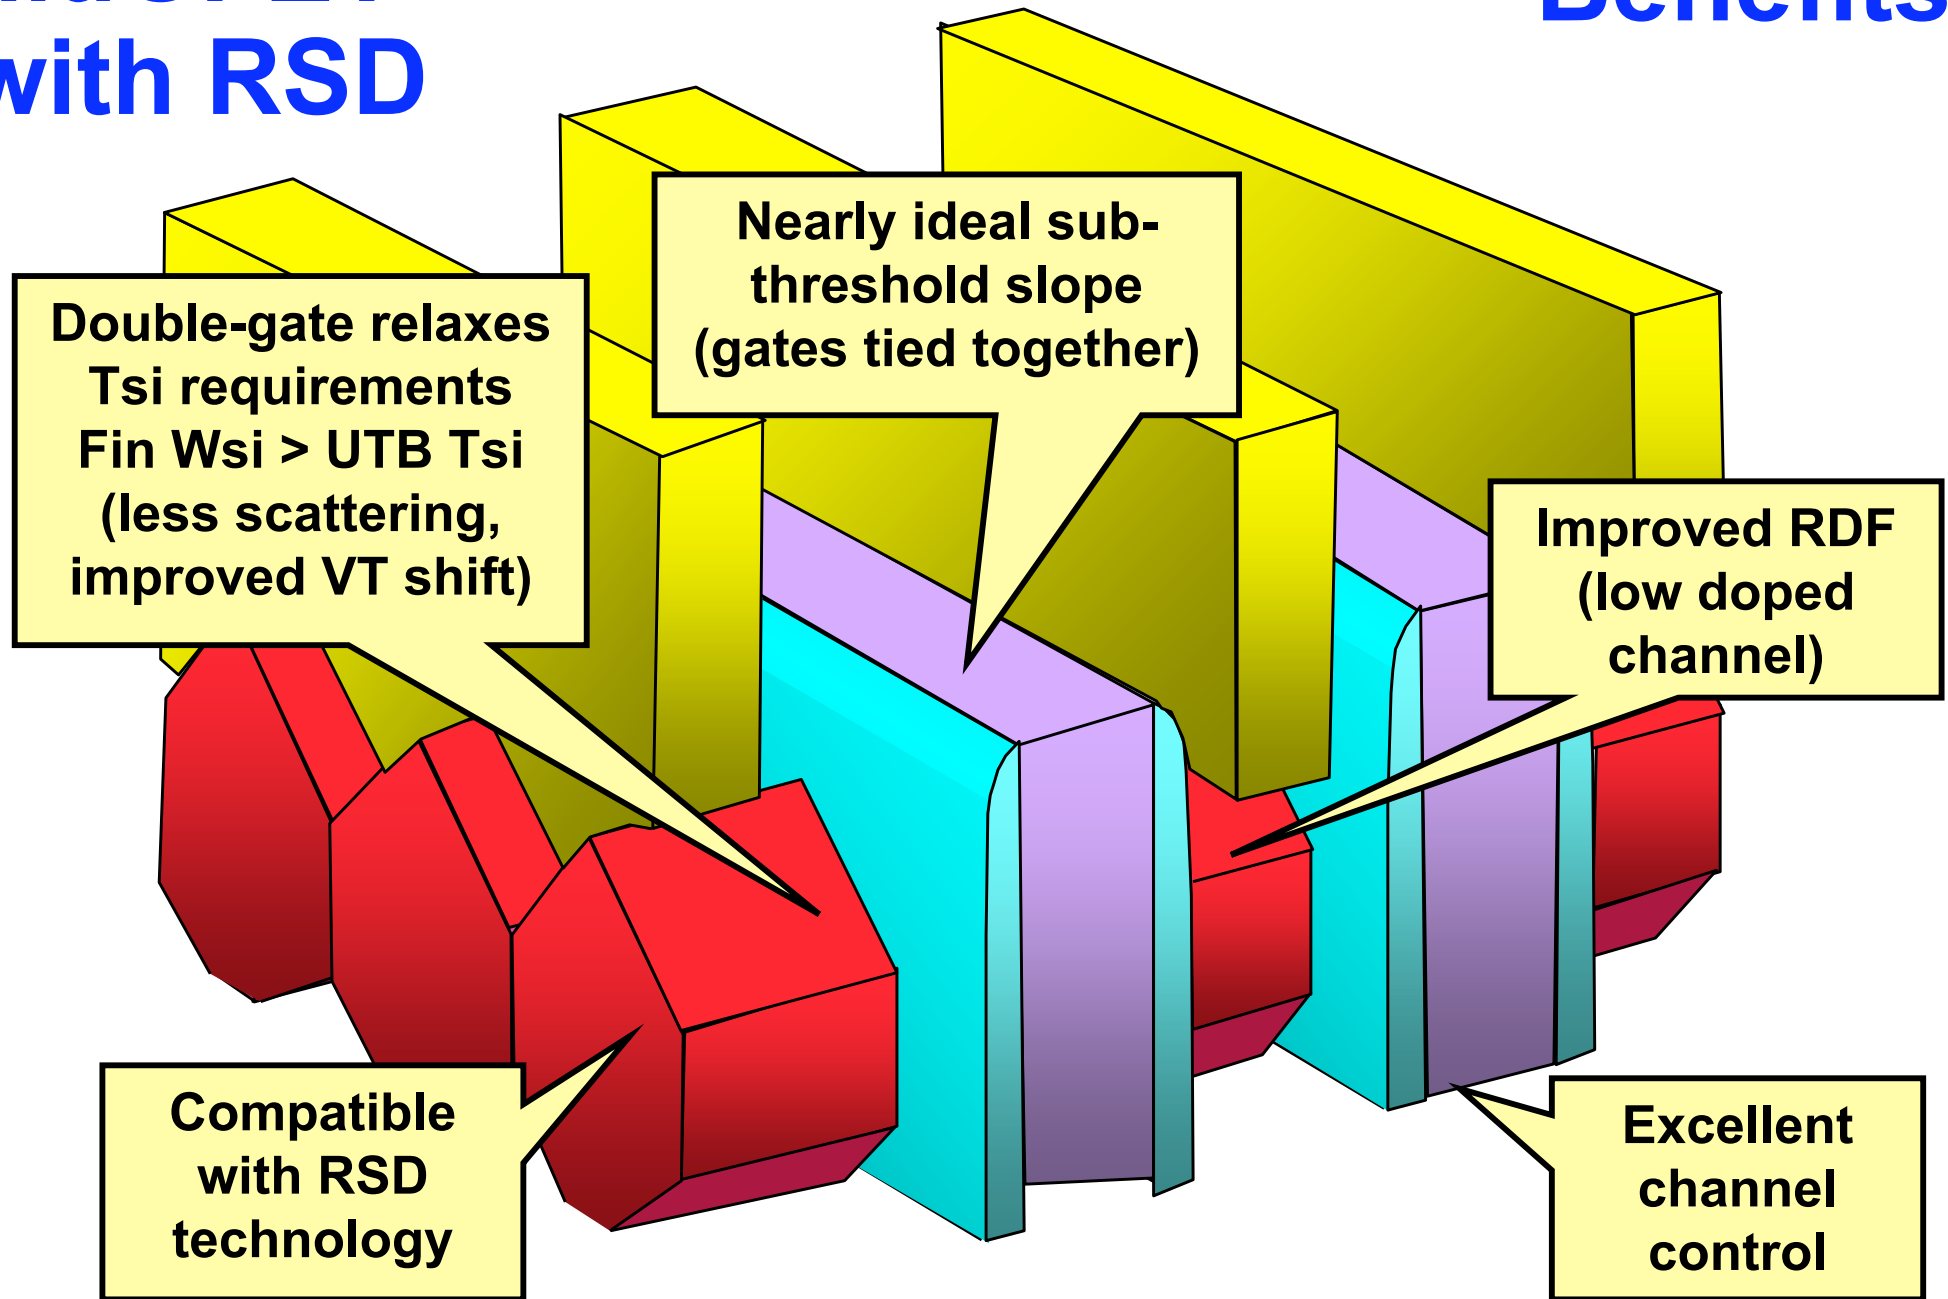 with RSD
Benefits
Nearly ideal sub-
threshold slope
(gates tied together)
Double-gate relaxes
Tsi requirements
Fin Wsi > UTB Tsi
(less scattering,
improved VT shift)
Improved RDF
(low doped
channel)
Compatible
with RSD
technology
Excellent
channel
control